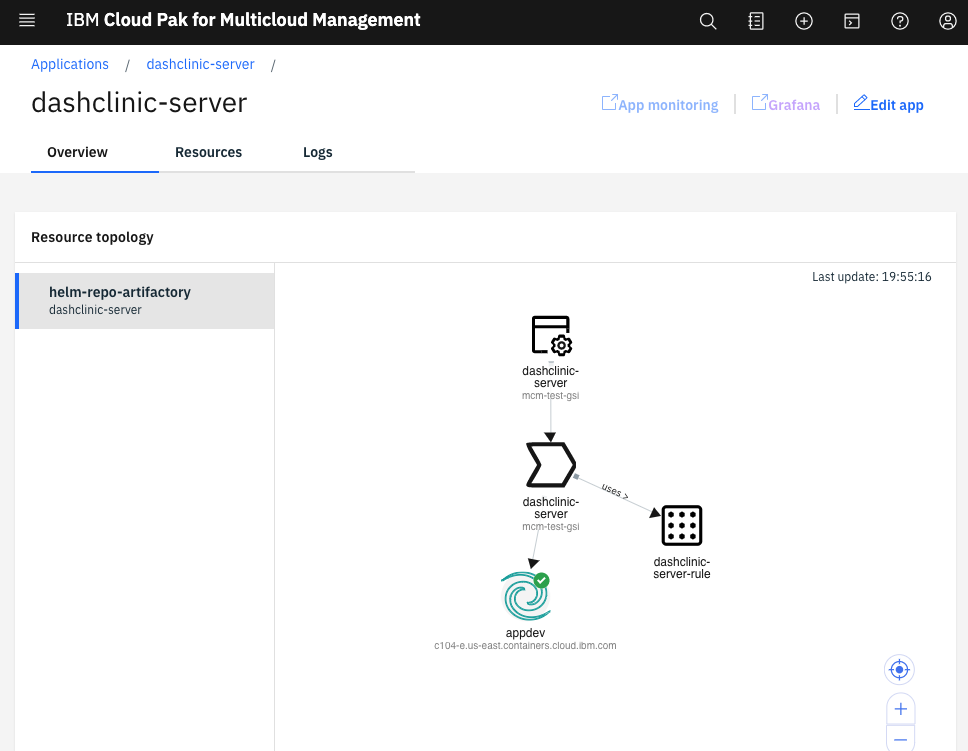 IBM Cloud Pak for Multicloud Management
Applications / dashclinic-server /
dashclinic-server
App monitoring
Grafana
Edit app
Overview
Resources
Logs
Resource topology
helm-repo-artifactory
dashclinic-server
Last update: 19:55:16
dashclinic-
server
mcm-test-gsi
dashclinic-
server
mcm-test-gsi
uses >
dashclinic-
server-rule
appdev
c104-e.us-east.containers.cloud.ibm.com